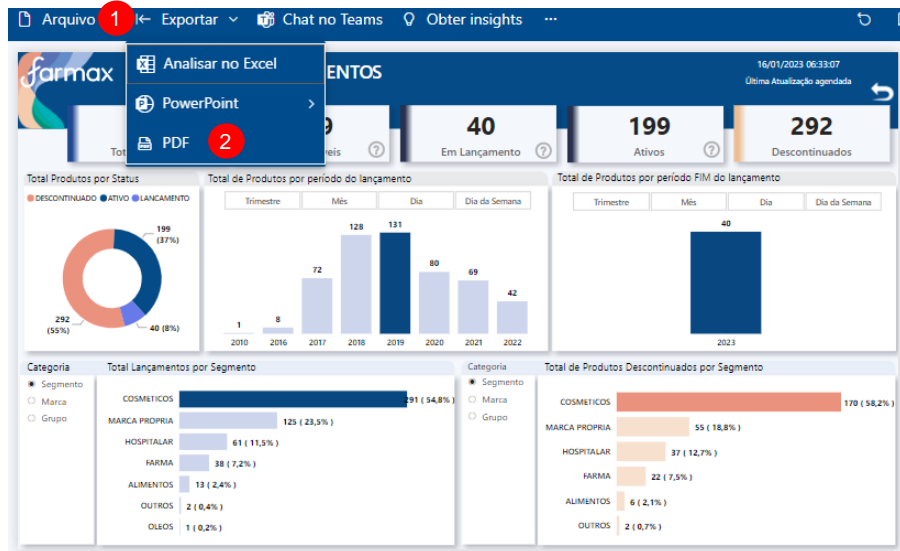 Arquivo 1 Exportar Chat no Teams Obter insights ...
Analisar no Excel
PowerPoint
PDF 2
farmax
ENTOS
16/01/2023 06:33:07
Última Atualização agendada
40
Em Lançamento
199
Ativos
292
Descontinuados
Total Produtos por Status
DESCONTINUADO ATIVO LANCAMENTO
199
(37%)
292
(55%)
40 (8%)
Total de Produtos por período do lançamento
Trimestre Mês Dia Dia da Semana
1 8 72 128 131 80 69 42
2010 2016 2017 2018 2019 2020 2021 2022
Total de Produtos por período FIM do lançamento
Trimestre Mês Dia Dia da Semana
40
2023
Categoria
Segmento
Marca
Grupo
Total Lançamentos por Segmento
COSMETICOS 291 ( 54,8% )
MARCA PROPRIA 125 ( 23,5% )
HOSPITALAR 61 ( 11,5% )
FARMA 38 ( 7,2% )
ALIMENTOS 13 ( 2,4% )
OUTROS 2 ( 0,4% )
OLEOS 1 ( 0,2% )
Categoria
Segmento
Marca
Grupo
Total de Produtos Descontinuados por Segmento
COSMETICOS 170 ( 58,2% )
MARCA PROPRIA 55 ( 18,8% )
HOSPITALAR 37 ( 12,7% )
FARMA 22 ( 7,5% )
ALIMENTOS 6 ( 2,1% )
OUTROS 2 ( 0,7% )